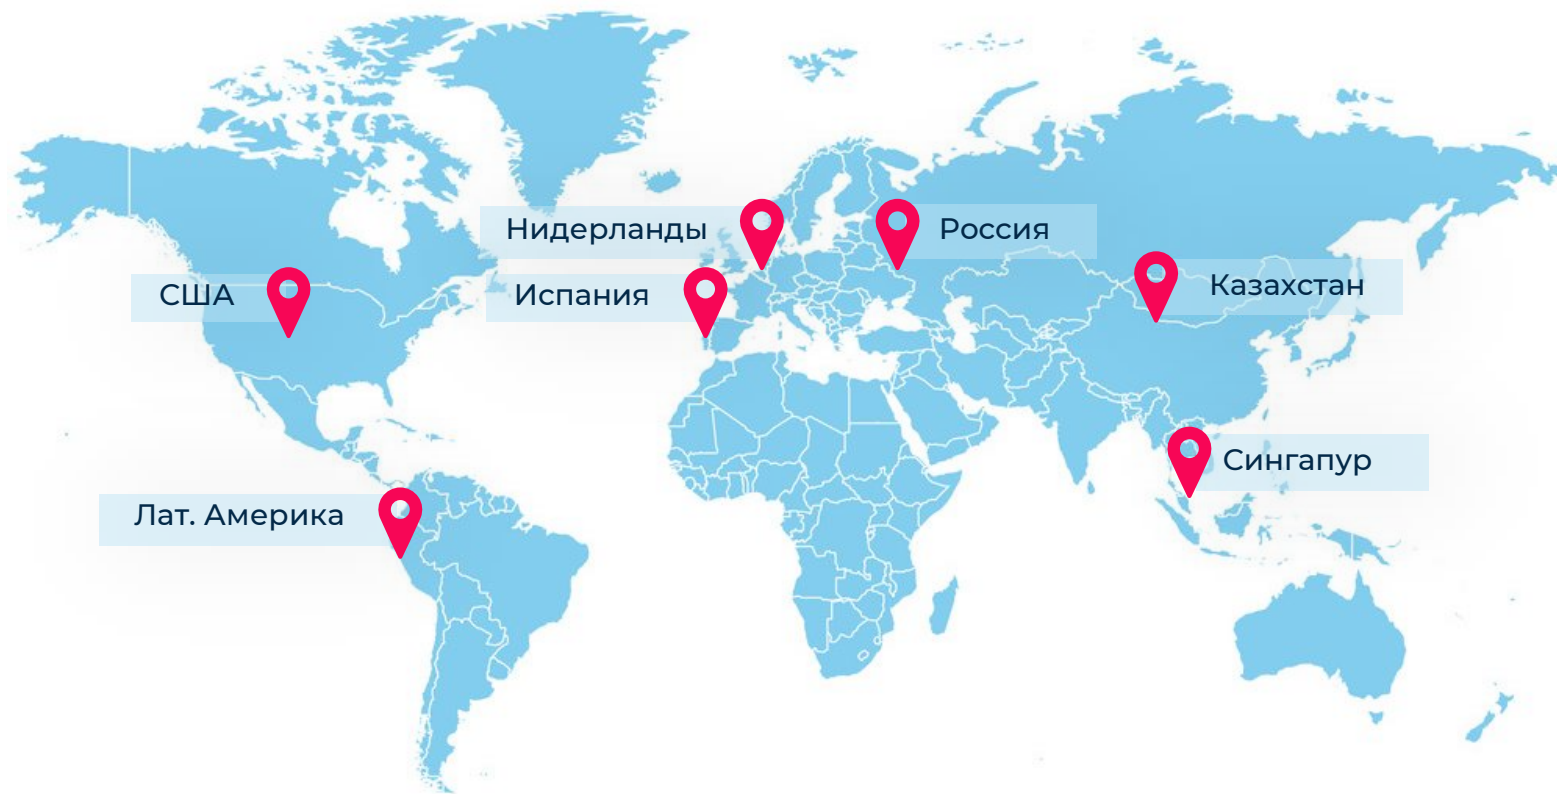 Нидерланды
Россия
США
Испания
Казахстан
Сингапур
Лат. Америка